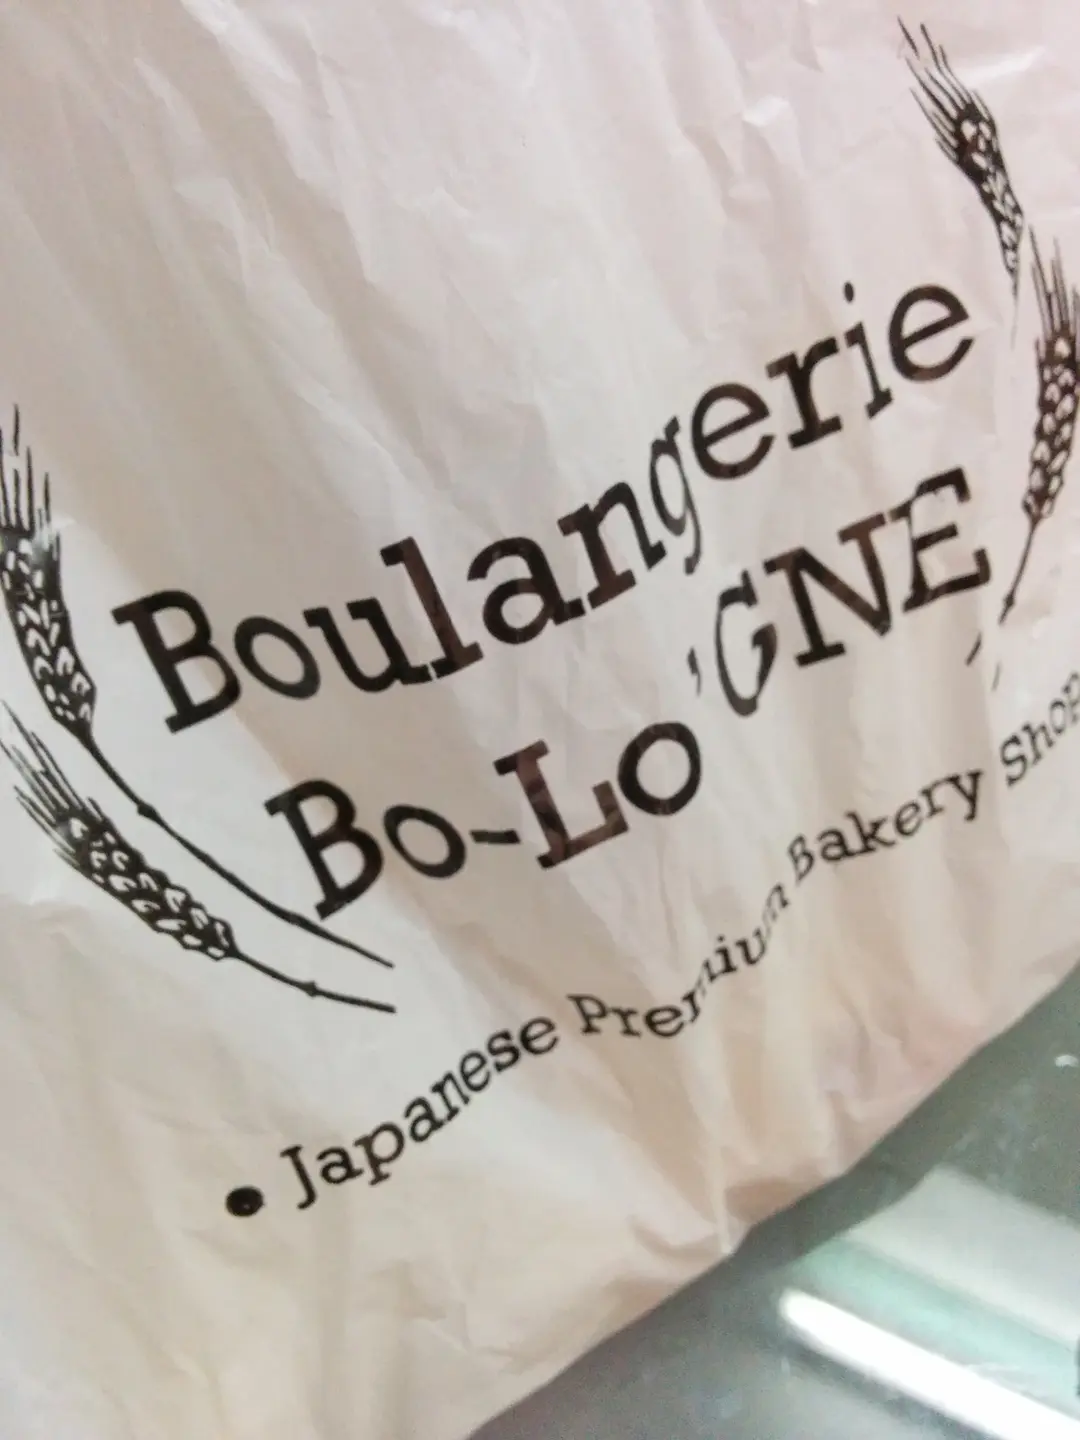 Boulangerie
Bo-Lo'GNE
• Japanese Premium Bakery Shop